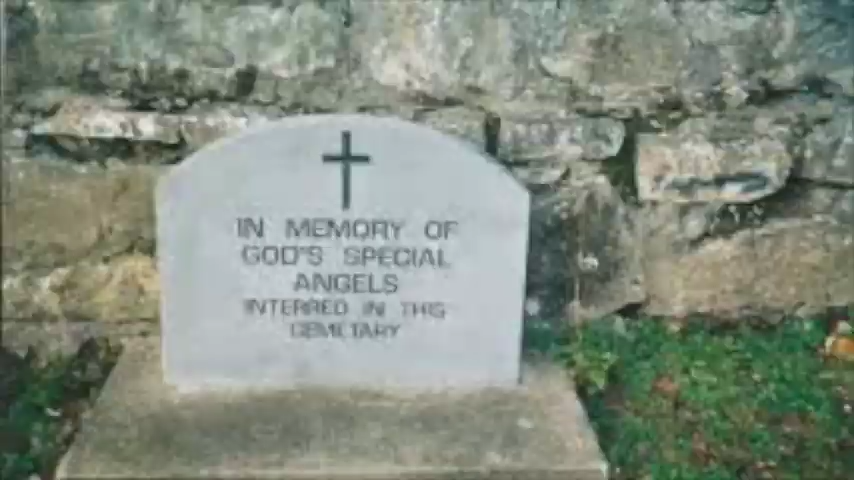 IN MEMORY OF
GOD'S SPECIAL
ANGELS
INTERRED IN THIS
CEMETARY